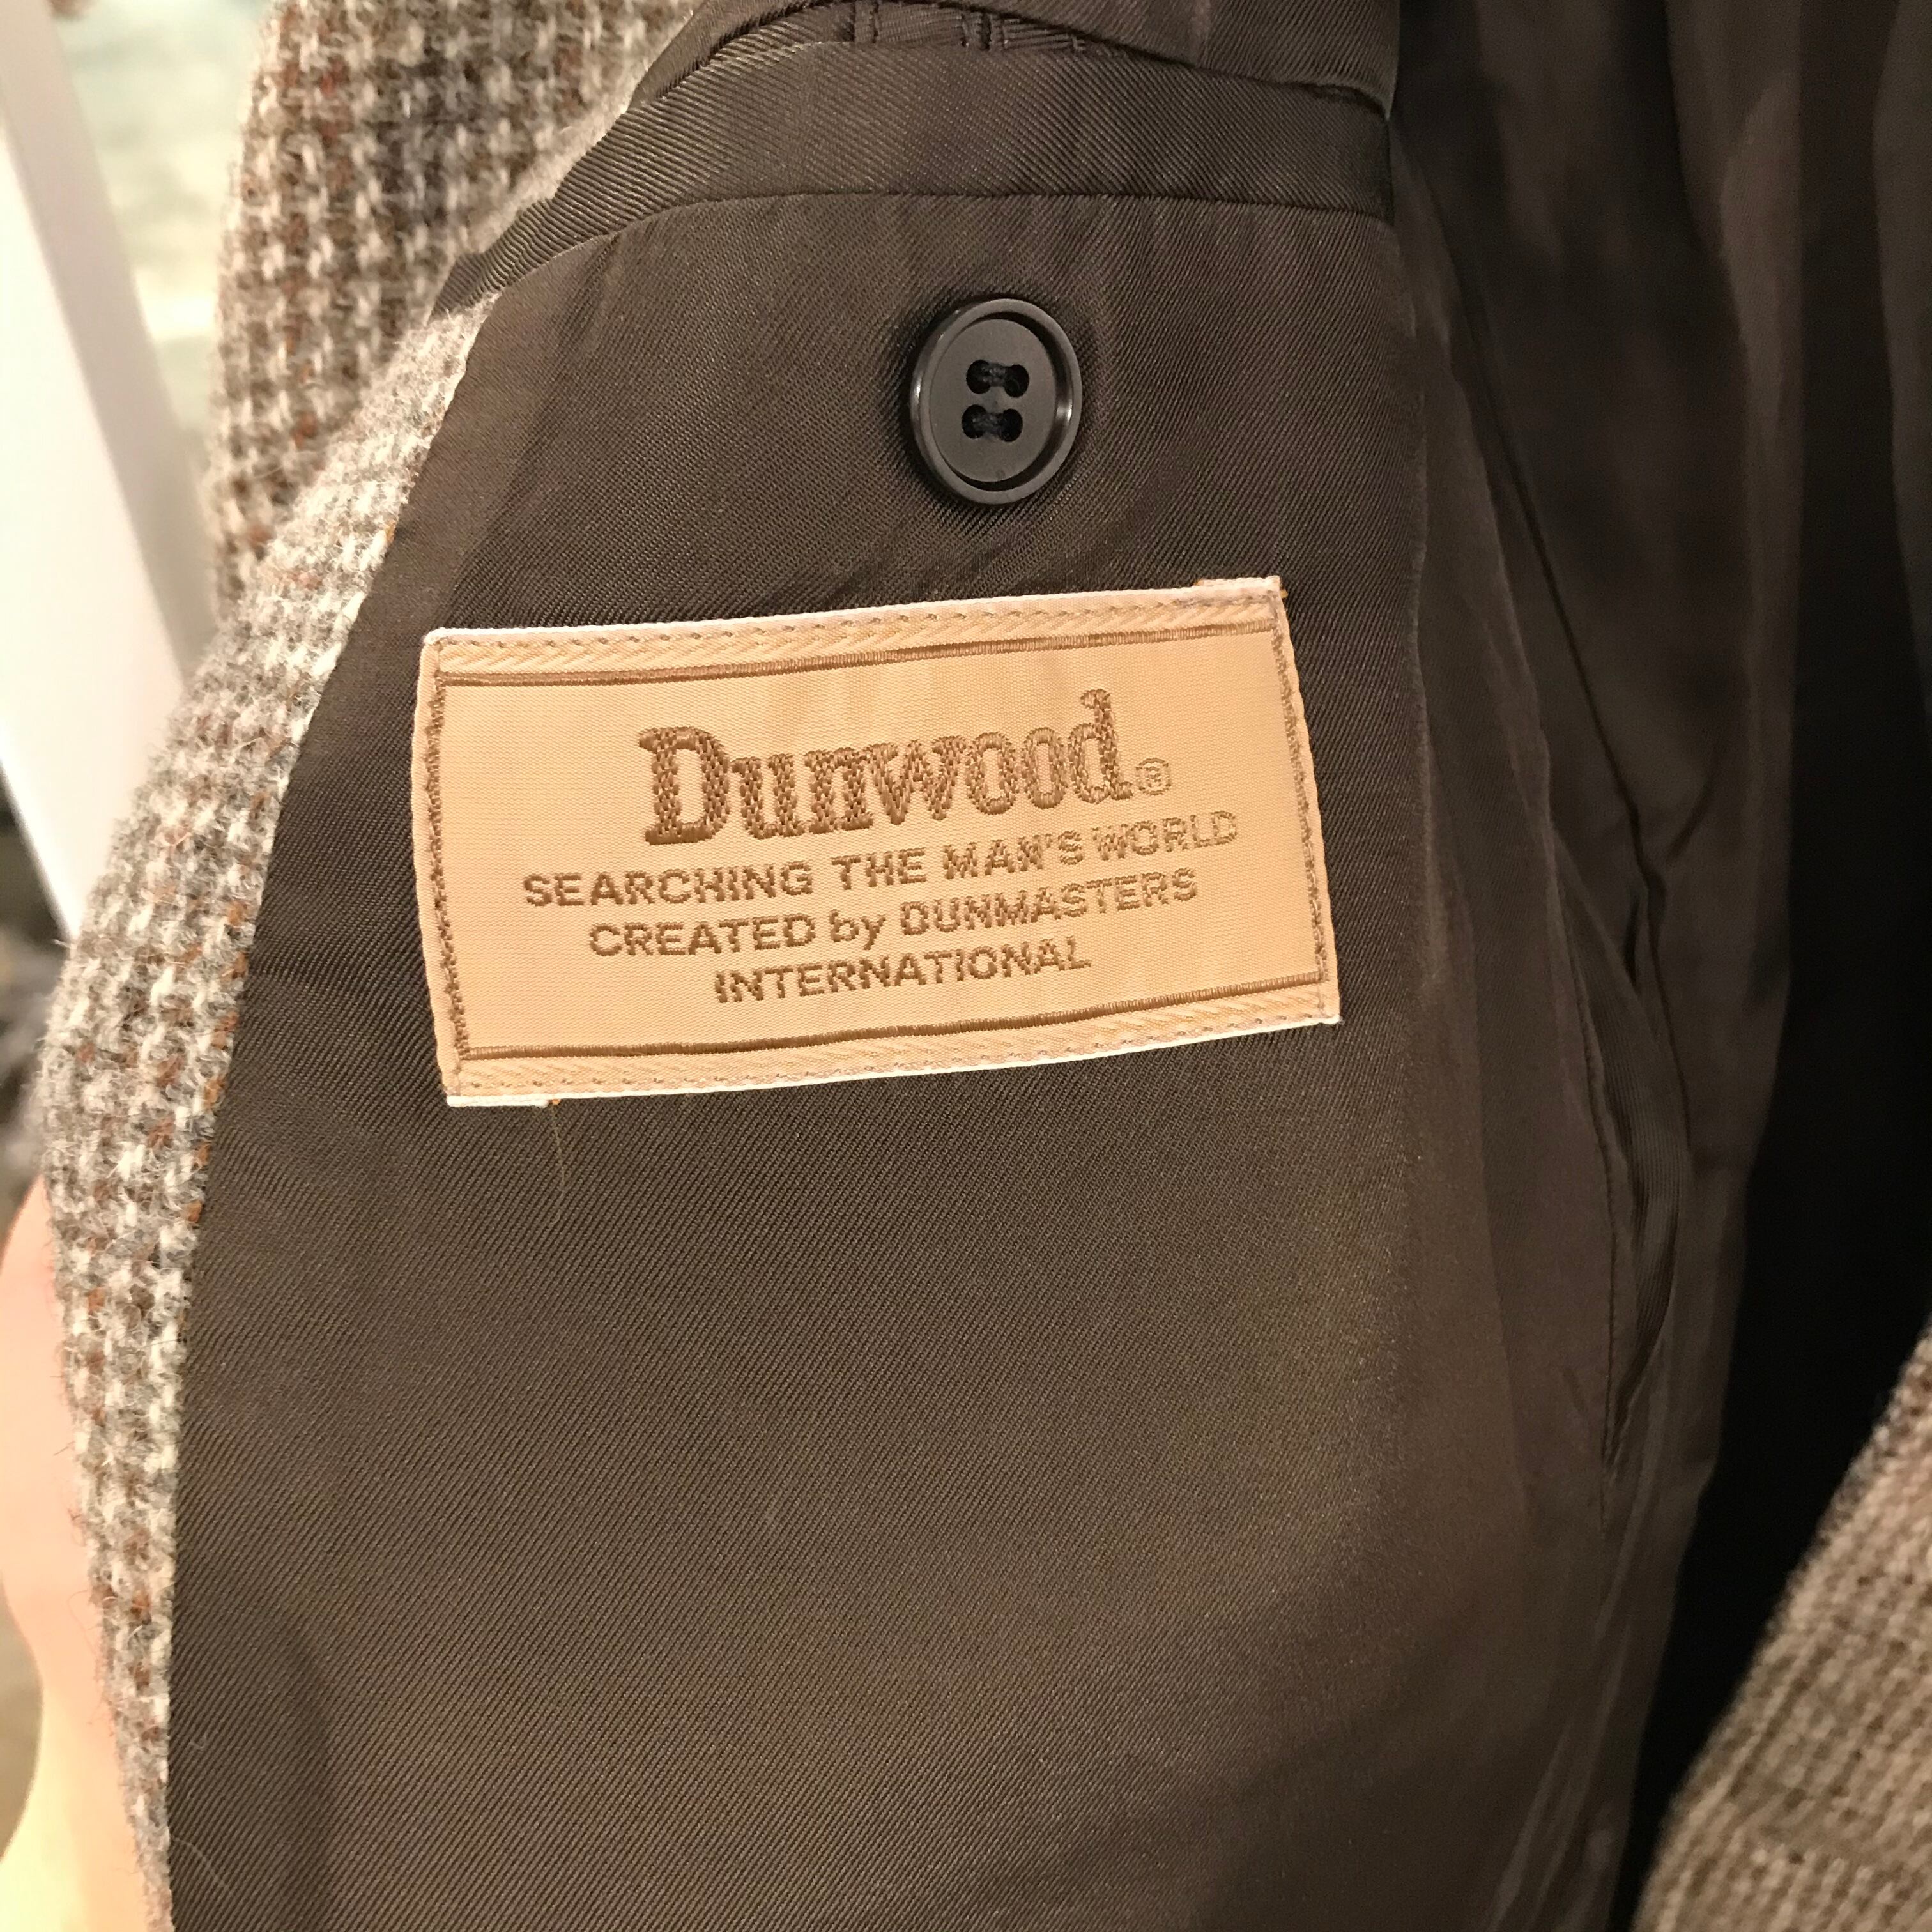 Dunwood®
SEARCHING THE MAN'S WORLD
CREATED by DUNMASTERS
INTERNATIONAL